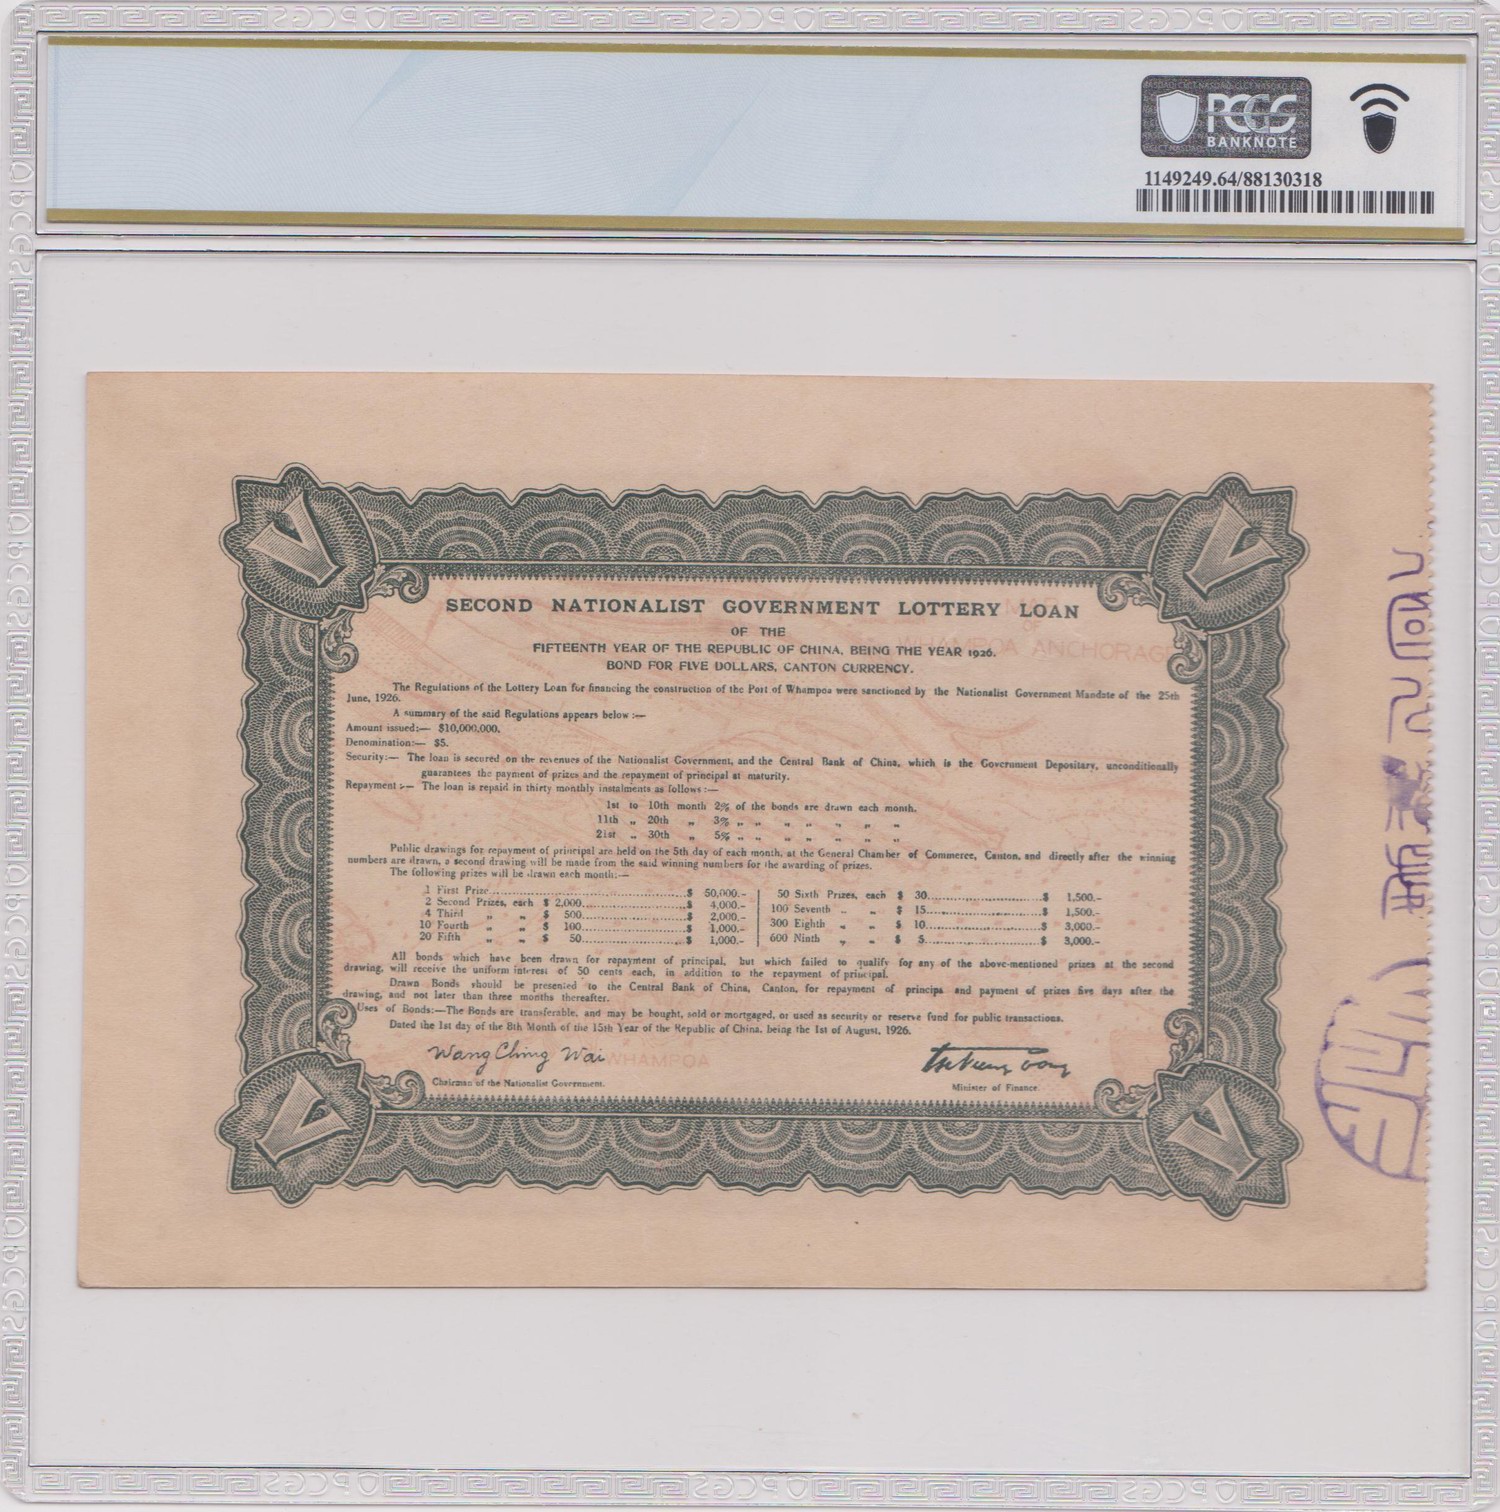 PCGS
BANKNOTE
1149249.64/88130318
SECOND NATIONALIST GOVERNMENT LOTTERY LOAN
OF THE
FIFTEENTH YEAR OF THE REPUBLIC OF CHINA, BEING THE YEAR 1926.
BOND FOR FIVE DOLLARS, CANTON CURRENCY.
WHAMPOA ANCHORAGE
The Regulations of the Lottery Loan for financing the construction of the Port of Whampoa were sanctioned by the Nationalist Government Mandate of the 25th
June, 1926.
A summary of the said Regulations appears below :—
Amount issued:— $10,000,000.
Denomination:— $5.
Security:— The loan is secured on the revenues of the Nationalist Government, and the Central Bank of China, which is the Government Depositary, unconditionally
guarantees the payment of prizes and the repayment of principal at maturity.
Repayment :— The loan is repaid in thirty monthly instalments as follows :—
1st to 10th month 2% of the bonds are drawn each month.
11th „ 20th „ 3% „ „ „ „ „ „ „
21st „ 30th „ 5% „ „ „ „ „ „ „
Public drawings for repayment of principal are held on the 5th day of each month, at the General Chamber of Commerce, Canton, and directly after the winning
numbers are drawn, a second drawing will be made from the said winning numbers for the awarding of prizes.
The following prizes will be drawn each month:—
1 First Prize........................................$ 50,000.- | 50 Sixth Prizes, each $ 30............................$ 1,500.-
2 Second Prizes, each $ 2,000......................$ 4,000.- | 100 Seventh „ „ $ 15............................$ 1,500.-
4 Third „ „ $ 500......................$ 2,000.- | 300 Eighth „ „ $ 10............................$ 3,000.-
10 Fourth „ „ $ 100......................$ 1,000.- | 600 Ninth „ „ $ 5............................$ 3,000.-
20 Fifth „ „ $ 50......................$ 1,000.-
All bonds which have been drawn for repayment of principal, but which failed to qualify for any of the above-mentioned prizes at the second
drawing, will receive the uniform interest of 50 cents each, in addition to the repayment of principal.
Drawn Bonds should be presented to the Central Bank of China, Canton, for repayment of principa and payment of prizes five days after the
drawing, and not later than three months thereafter.
Uses of Bonds:—The Bonds are transferable, and may be bought, sold or mortgaged, or used as security or reserve fund for public transactions.
Dated the 1st day of the 8th Month of the 15th Year of the Republic of China, being the 1st of August, 1926.
Wang Ching Wai
WHAMPOA
Chairman of the Nationalist Government.
Minister of Finance.